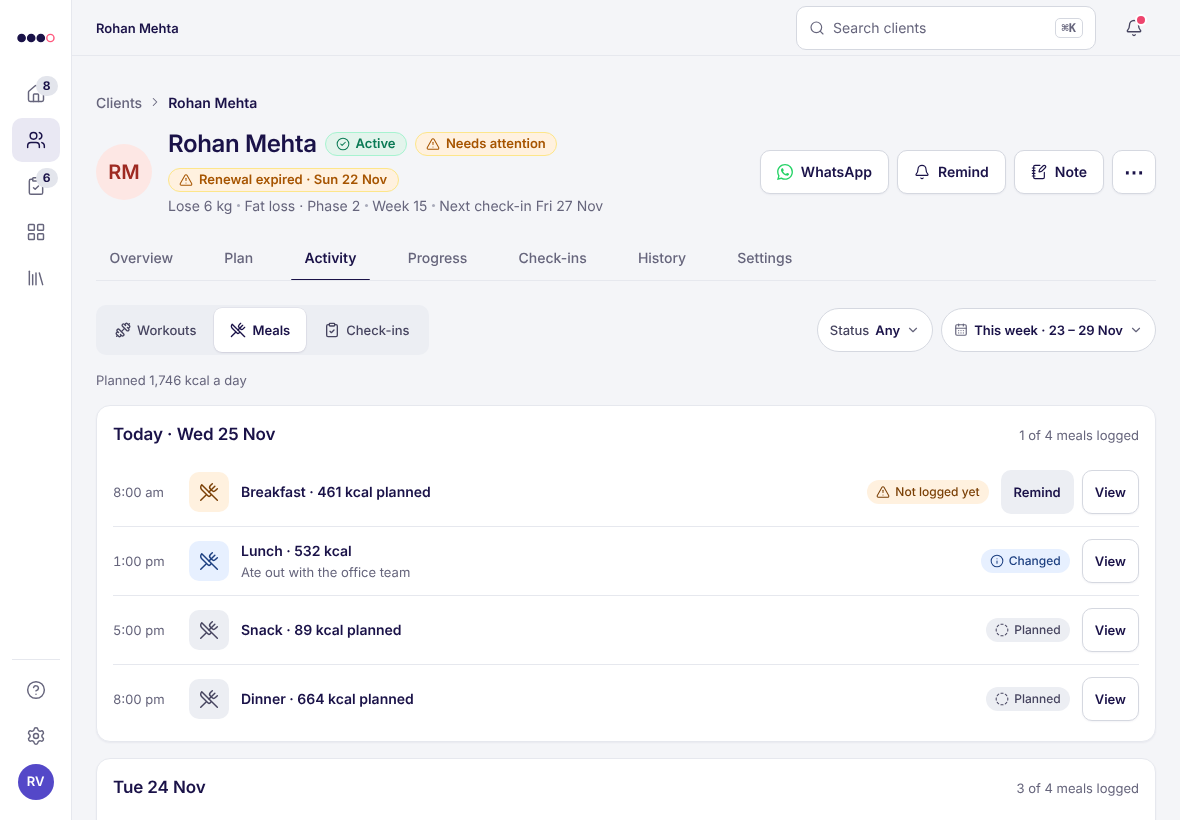 Rohan Mehta
Search clients
⌘K
8
6
Clients > Rohan Mehta
RM
Rohan Mehta
Active
Needs attention
Renewal expired · Sun 22 Nov
Lose 6 kg · Fat loss · Phase 2 · Week 15 · Next check-in Fri 27 Nov
WhatsApp
Remind
Note
Overview
Plan
Activity
Progress
Check-ins
History
Settings
Workouts
Meals
Check-ins
Status Any
This week · 23 – 29 Nov
Planned 1,746 kcal a day
Today · Wed 25 Nov
1 of 4 meals logged
8:00 am
Breakfast · 461 kcal planned
Not logged yet
Remind
View
1:00 pm
Lunch · 532 kcal
Ate out with the office team
Changed
View
5:00 pm
Snack · 89 kcal planned
Planned
View
8:00 pm
Dinner · 664 kcal planned
Planned
View
Tue 24 Nov
3 of 4 meals logged
RV